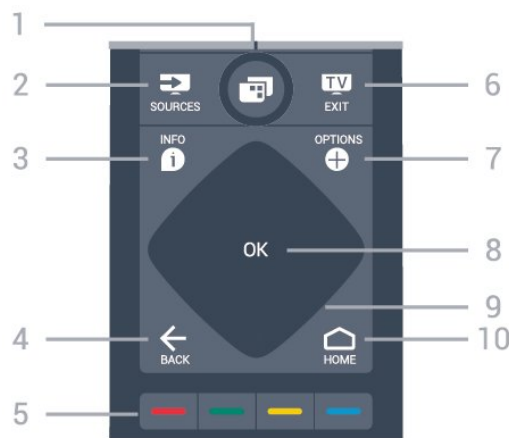 1
2 SOURCES TV EXIT 6
3 INFO i OPTIONS 7
OK 8
9
4 BACK HOME 10
5